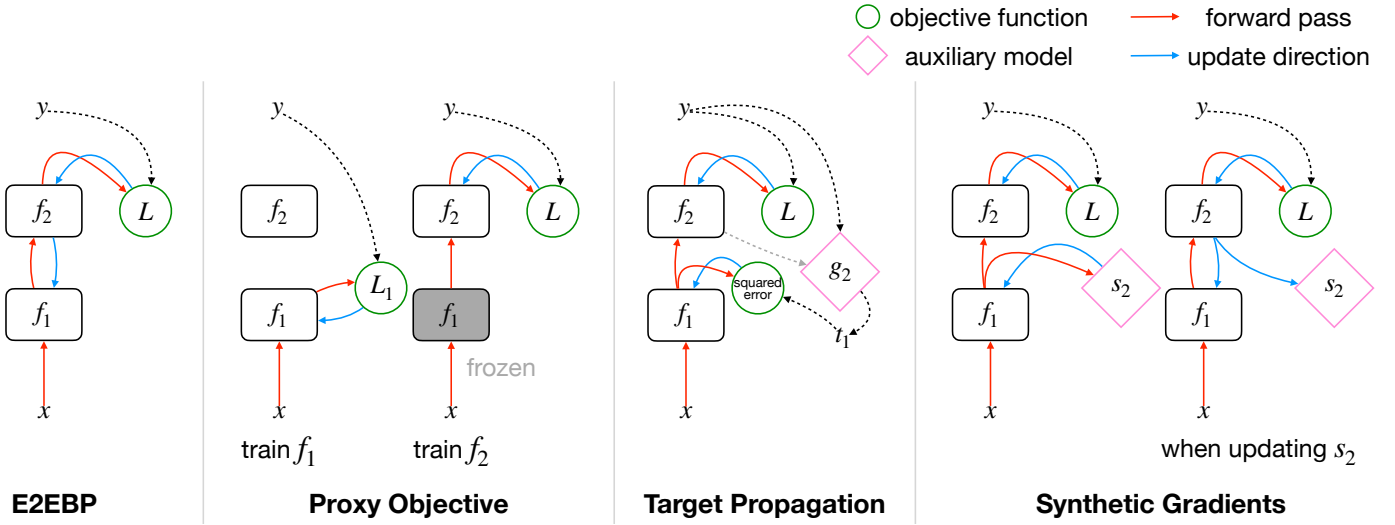 objective function
forward pass
auxiliary model
update direction
y
f₂
L
f₁
x
E2EBP
y
f₂
L₁
f₁
x
train f₁
y
f₂
L
f₁
frozen
x
train f₂
Proxy Objective
y
f₂
L
g₂
squared
error
f₁
t₁
x
Target Propagation
y
f₂
L
s₂
f₁
x
y
f₂
L
s₂
f₁
x
when updating s₂
Synthetic Gradients